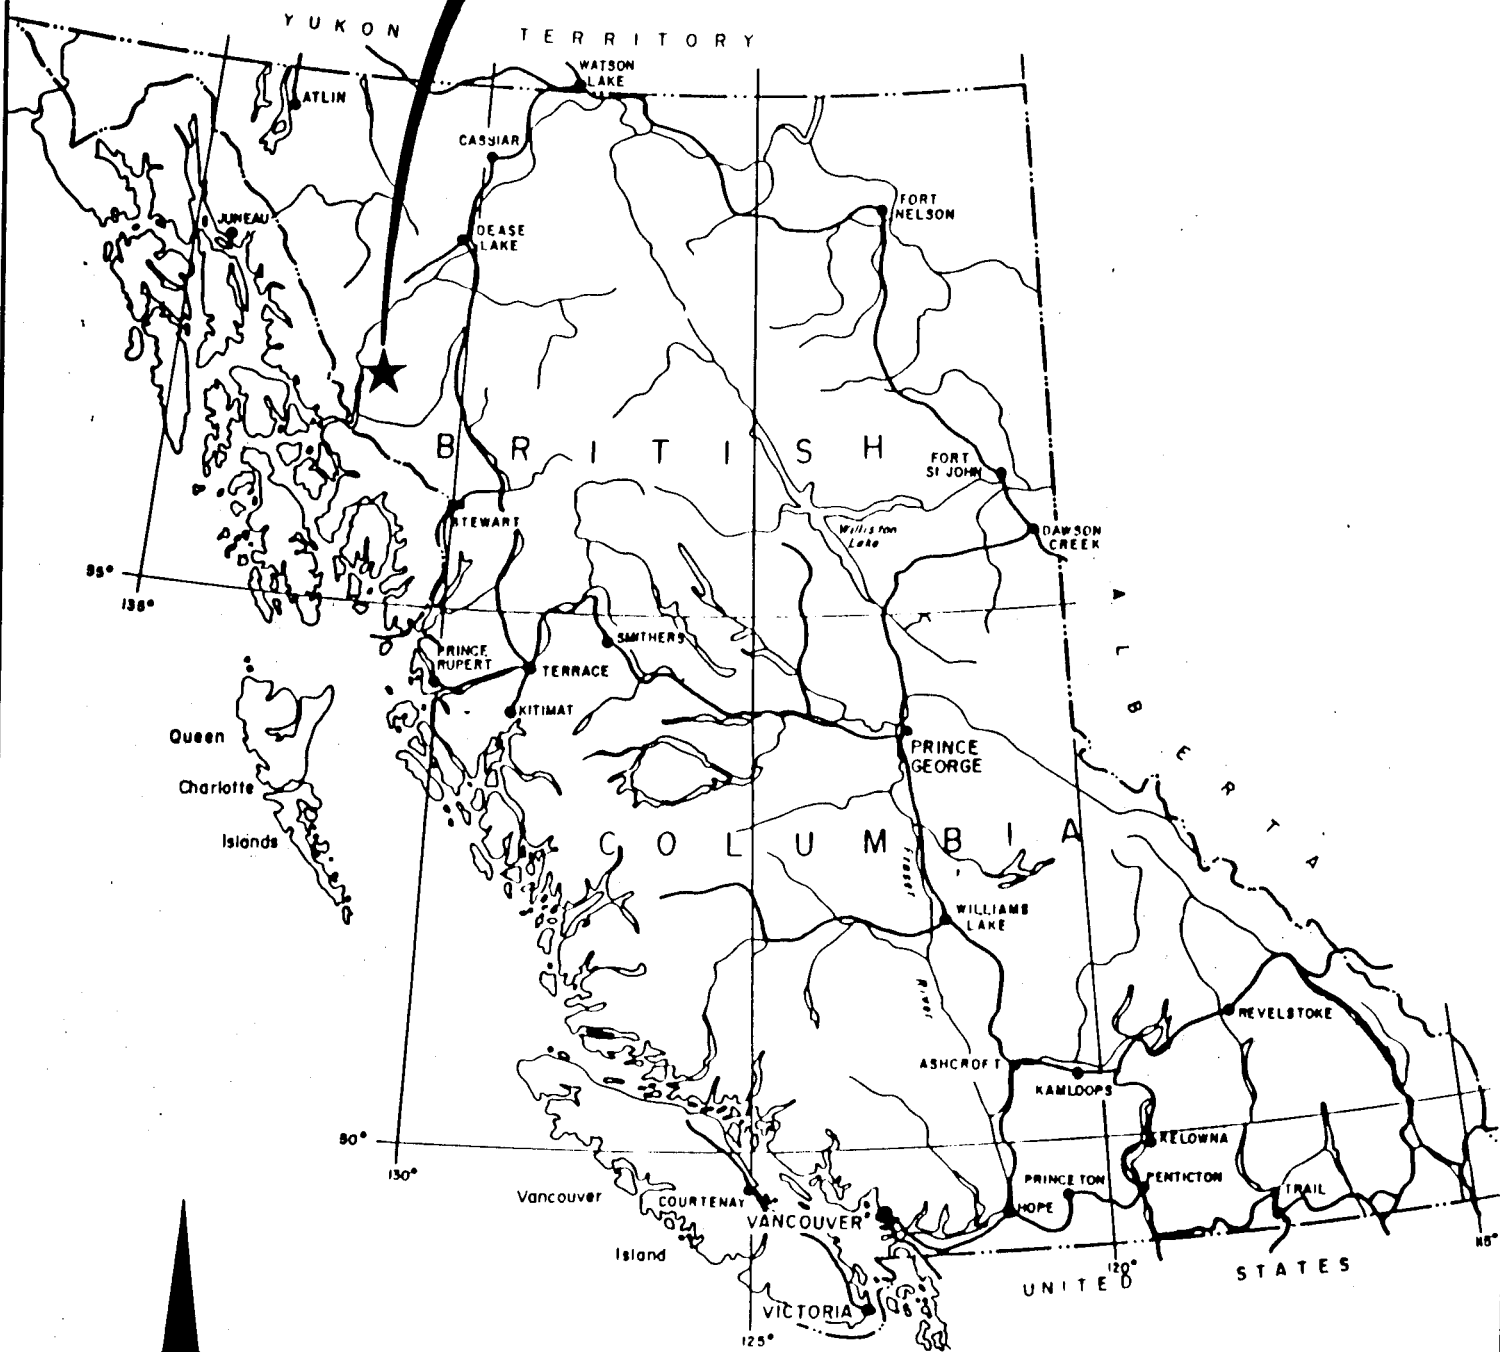 YUKON TERRITORY
WATSON
LAKE
ATLIN
CASSIAR
FORT
NELSON
JUNEAU
DEASE
LAKE
BRITISH
FORT
ST JOHN
STEWART
Williston
Lake
DAWSON
CREEK
55°
135°
ALBERTA
SMITHERS
PRINCE
RUPERT
TERRACE
KITIMAT
Queen
PRINCE
GEORGE
Charlotte
Islands
COLUMBIA
Fraser
WILLIAMS
LAKE
River
REVELSTOKE
ASHCROFT
KAMLOOPS
50°
KELOWNA
130°
PRINCETON
PENTICTON
Vancouver
COURTENAY
TRAIL
HOPE
VANCOUVER
Island
115°
120°
UNITED STATES
VICTORIA
125°